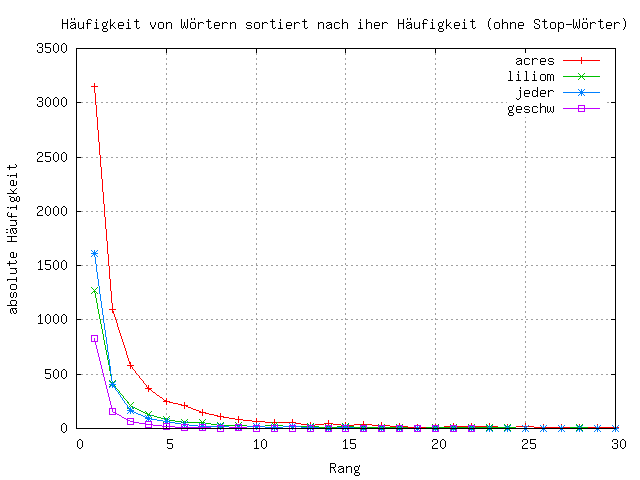 Häufigkeit von Wörtern sortiert nach iher Häufigkeit (ohne Stop-Wörter)
3500
3000
2500
2000
1500
1000
500
0
absolute Häufigkeit
acres
liliom
jeder
geschw
0 5 10 15 20 25 30
Rang